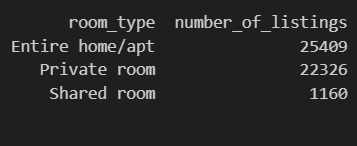 room_type number_of_listings
Entire home/apt 25409
Private room 22326
Shared room 1160